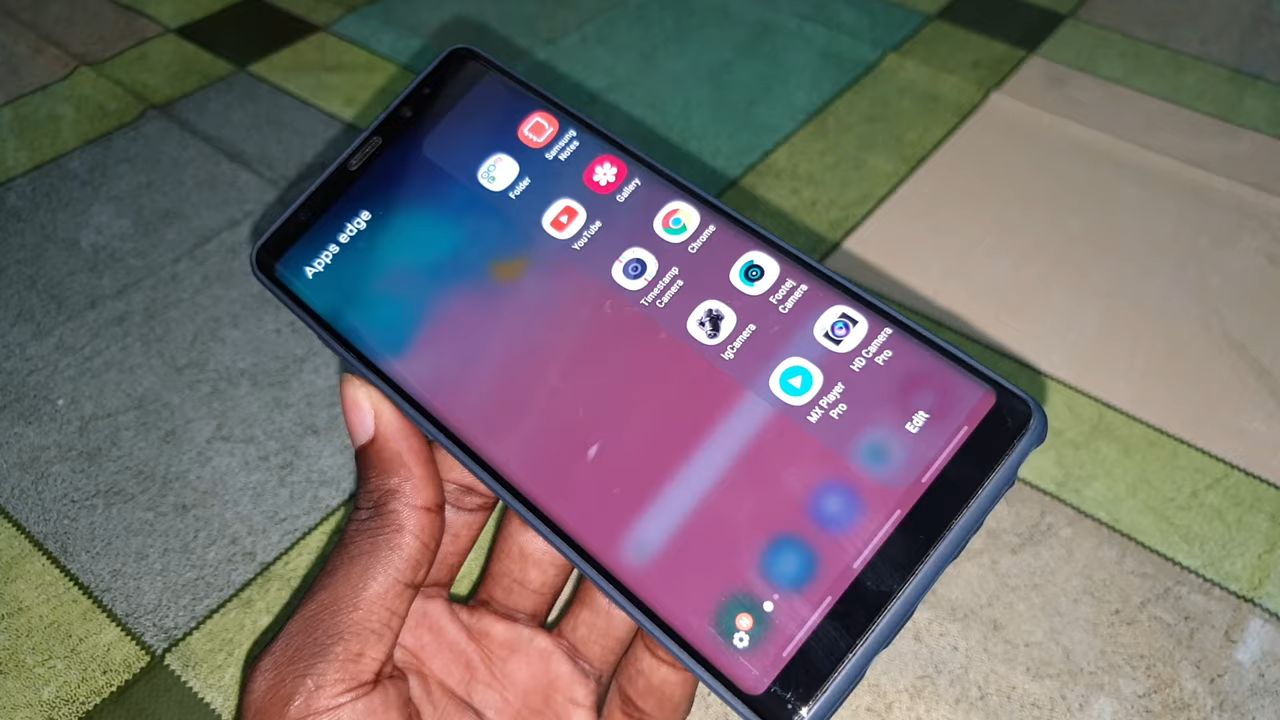 Apps edge
Samsung
Notes
Folder
Gallery
YouTube
Chrome
Timestamp
Camera
Footej
Camera
IgCamera
HD Camera
Pro
MX Player
Pro
Edit
N